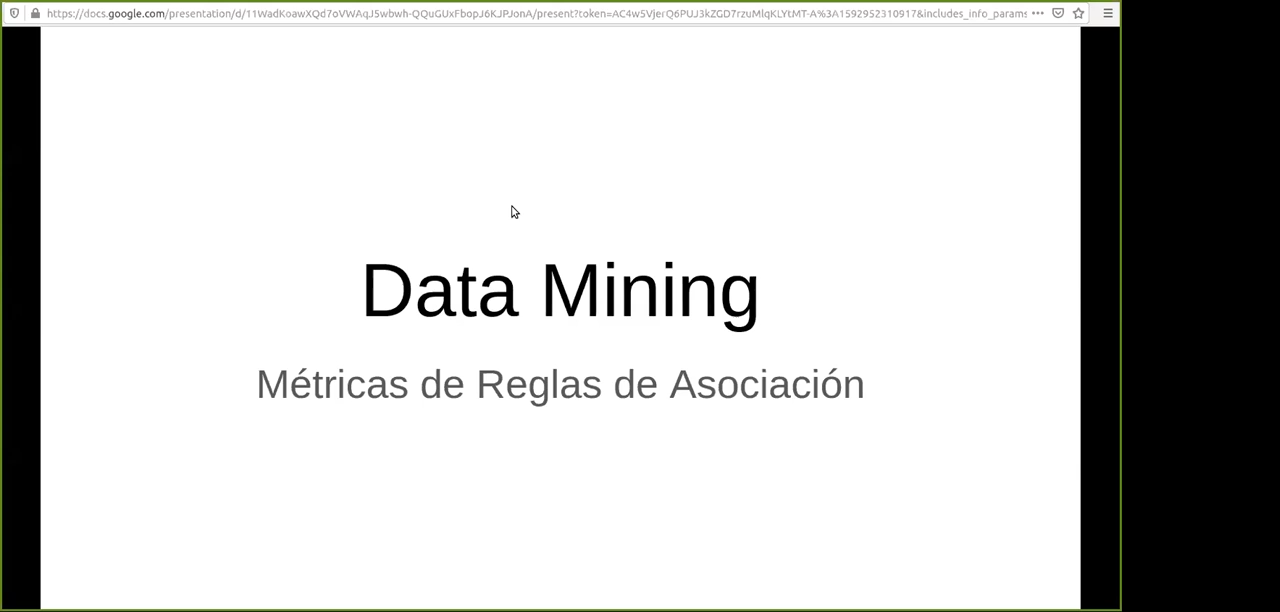 https://docs.google.com/presentation/d/11WadKoawXQd7oVWAqJ5wbwh-QQuGUxFbopJ6KJPJonA/present?token=AC4w5VjerQ6PUJ3kZGD7rzuMlqKLYtMT-A%3A1592952310917&includes_info_params
Data Mining
Métricas de Reglas de Asociación